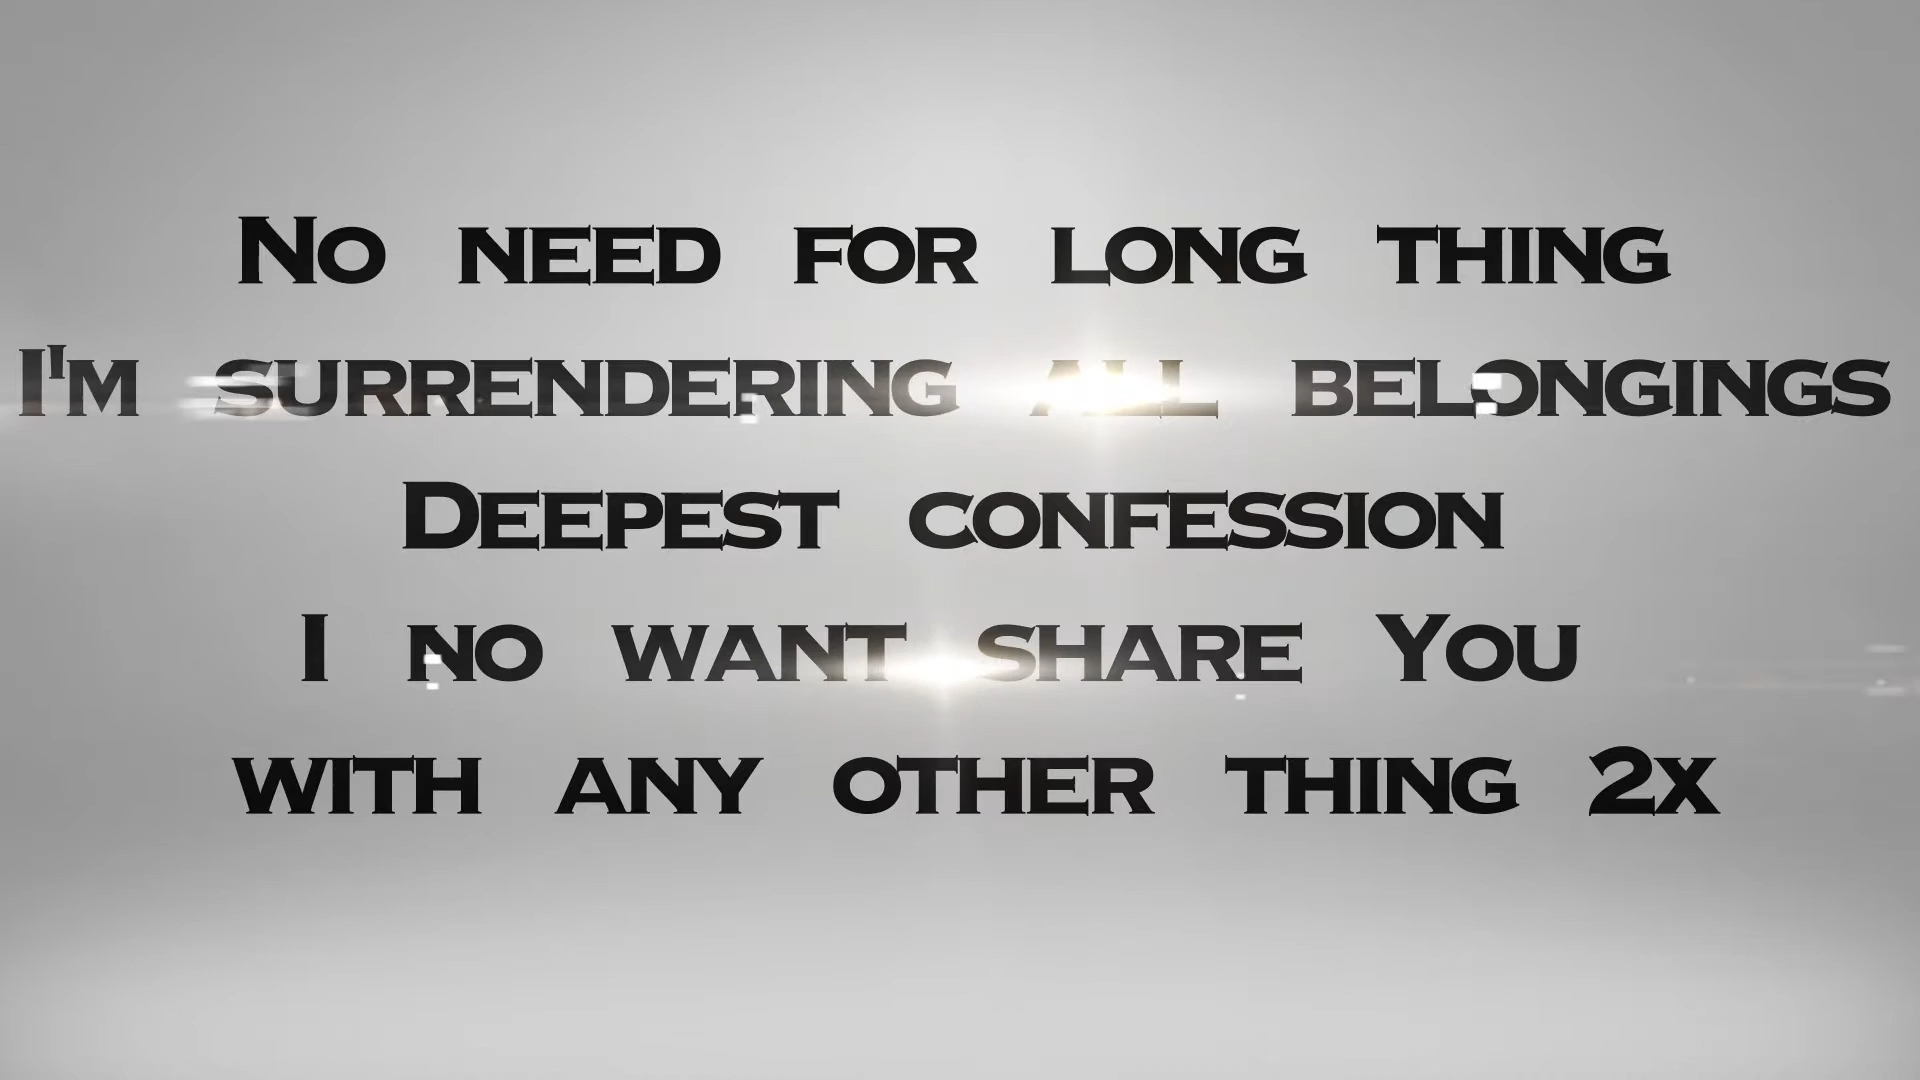 No need for long thing
I'm surrendering all belongings
Deepest confession
I no want share You
with any other thing 2x